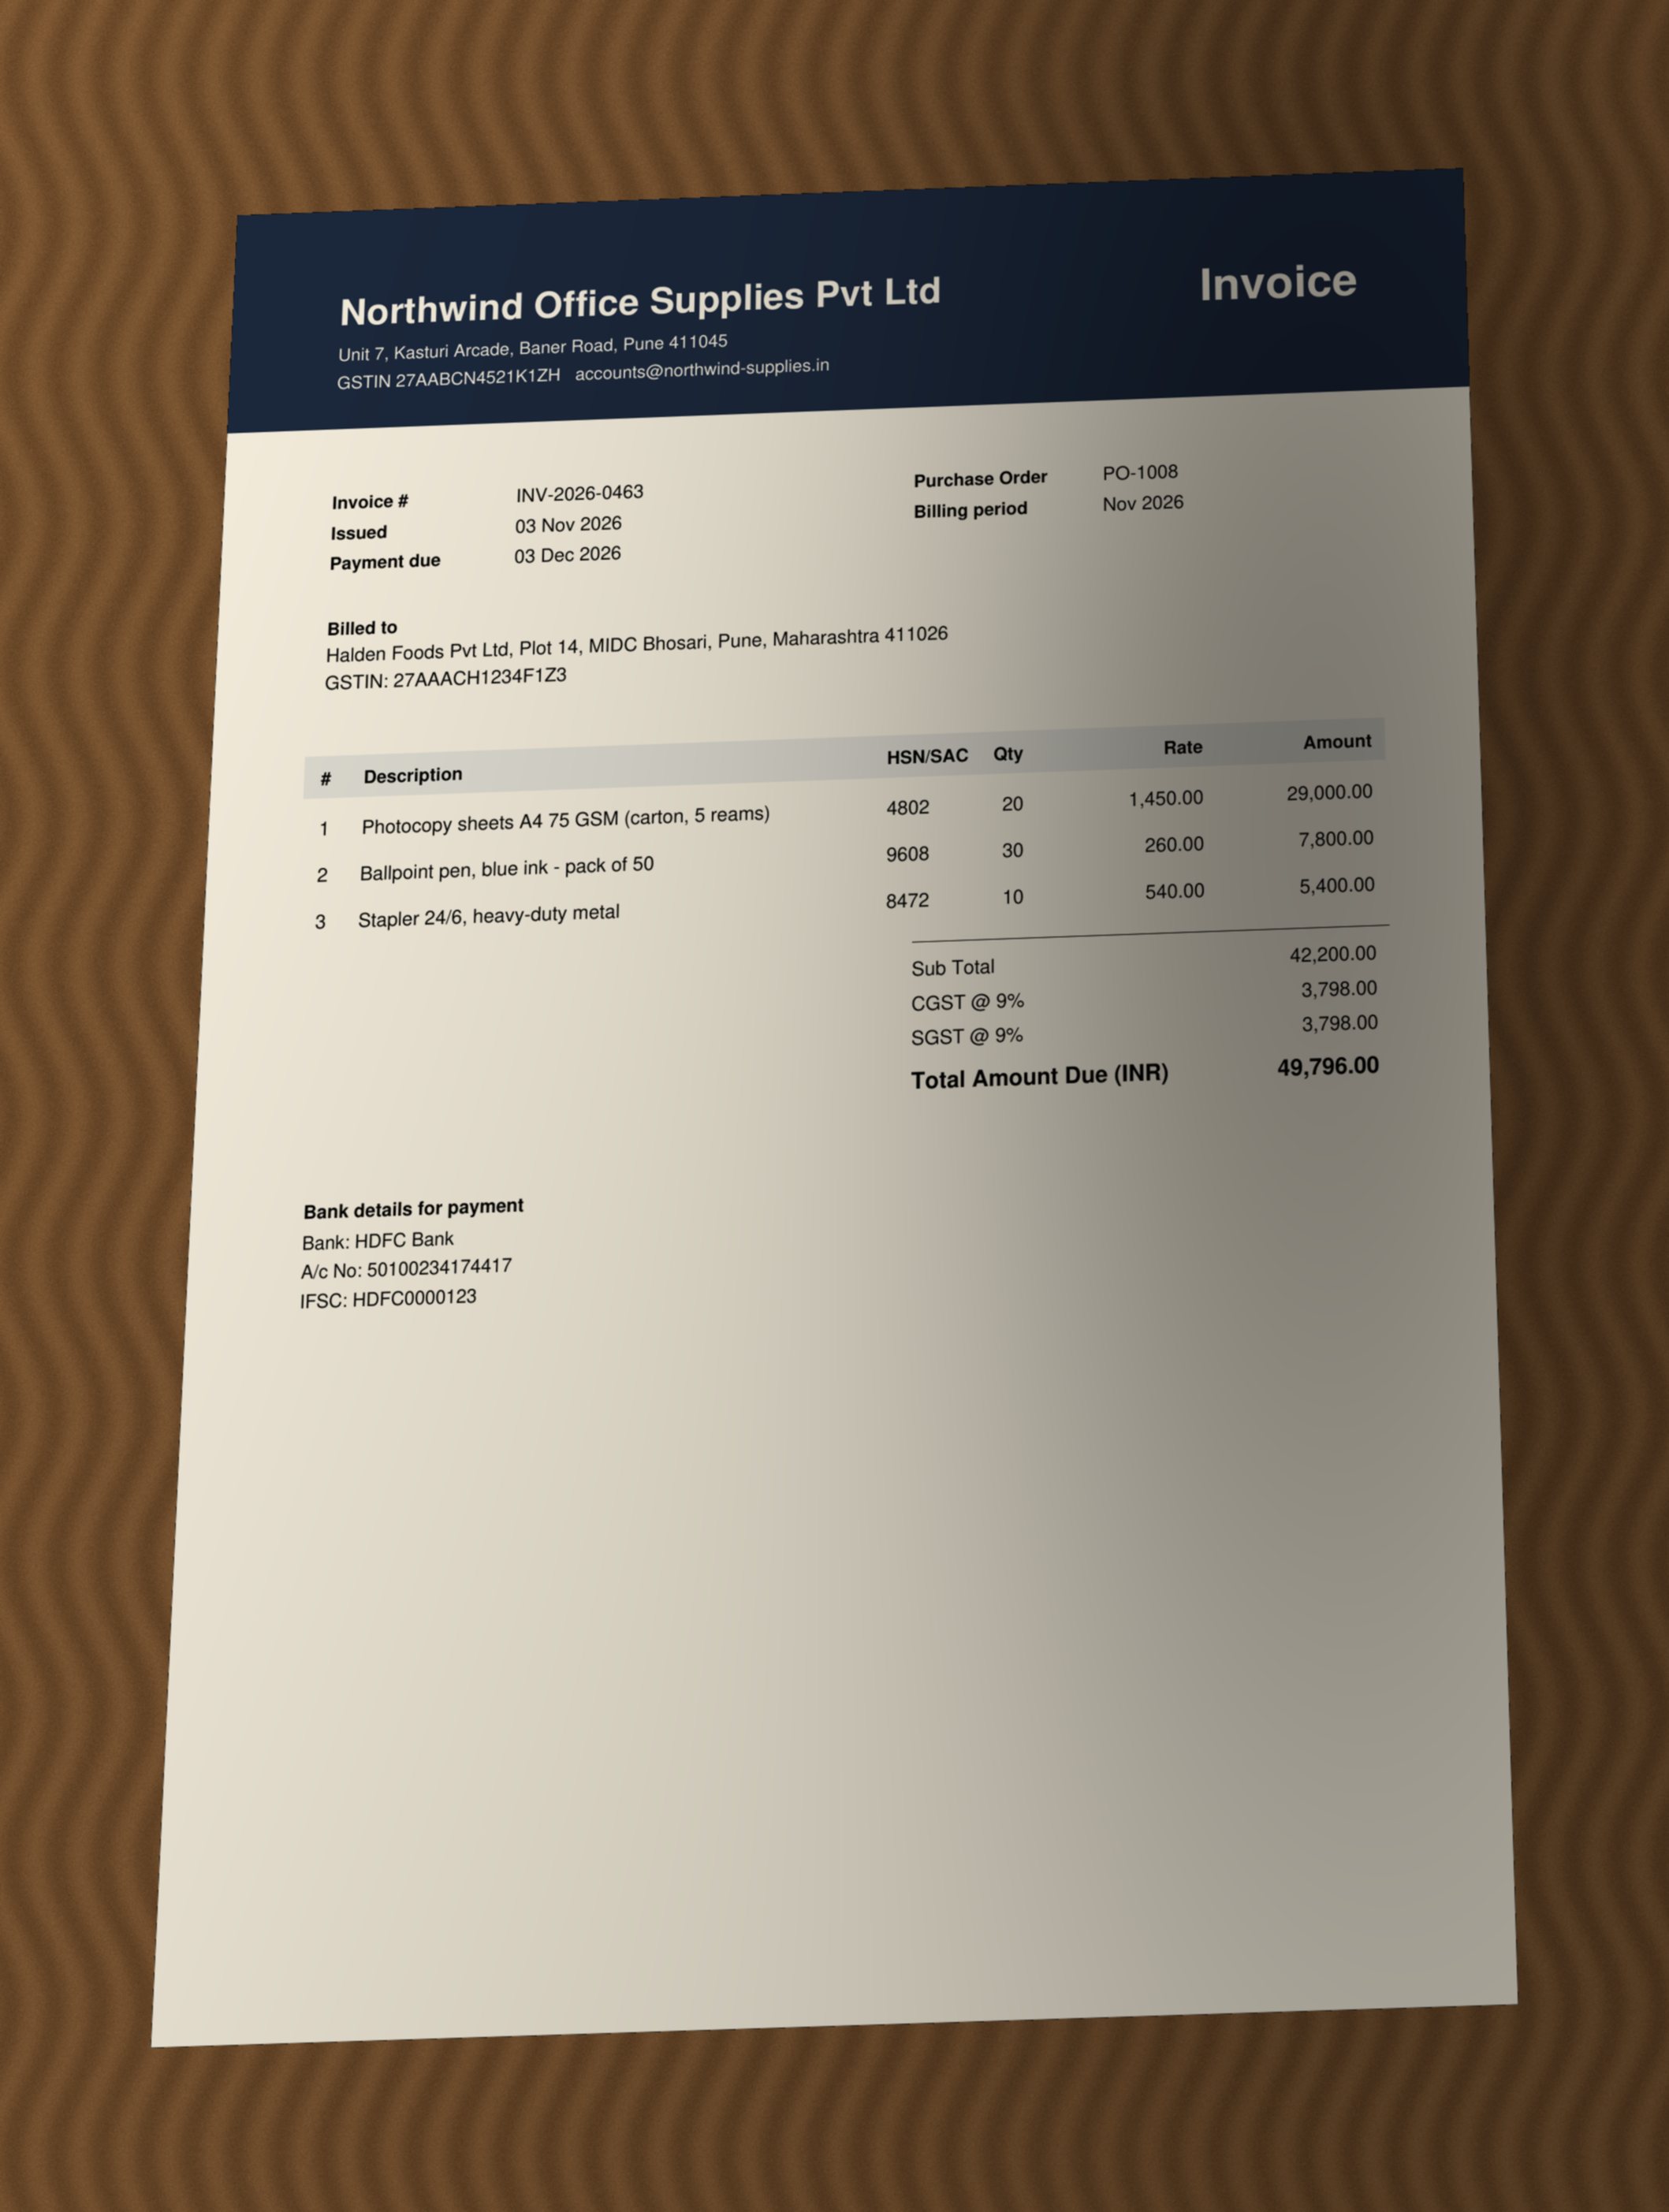 Northwind Office Supplies Pvt Ltd
Invoice
Unit 7, Kasturi Arcade, Baner Road, Pune 411045
GSTIN 27AABCN4521K1ZH accounts@northwind-supplies.in
Invoice # INV-2026-0463 Purchase Order PO-1008
Issued 03 Nov 2026 Billing period Nov 2026
Payment due 03 Dec 2026
Billed to
Halden Foods Pvt Ltd, Plot 14, MIDC Bhosari, Pune, Maharashtra 411026
GSTIN: 27AAACH1234F1Z3
# Description HSN/SAC Qty Rate Amount
1 Photocopy sheets A4 75 GSM (carton, 5 reams) 4802 20 1,450.00 29,000.00
2 Ballpoint pen, blue ink - pack of 50 9608 30 260.00 7,800.00
3 Stapler 24/6, heavy-duty metal 8472 10 540.00 5,400.00
Sub Total 42,200.00
CGST @ 9% 3,798.00
SGST @ 9% 3,798.00
Total Amount Due (INR) 49,796.00
Bank details for payment
Bank: HDFC Bank
A/c No: 50100234174417
IFSC: HDFC0000123